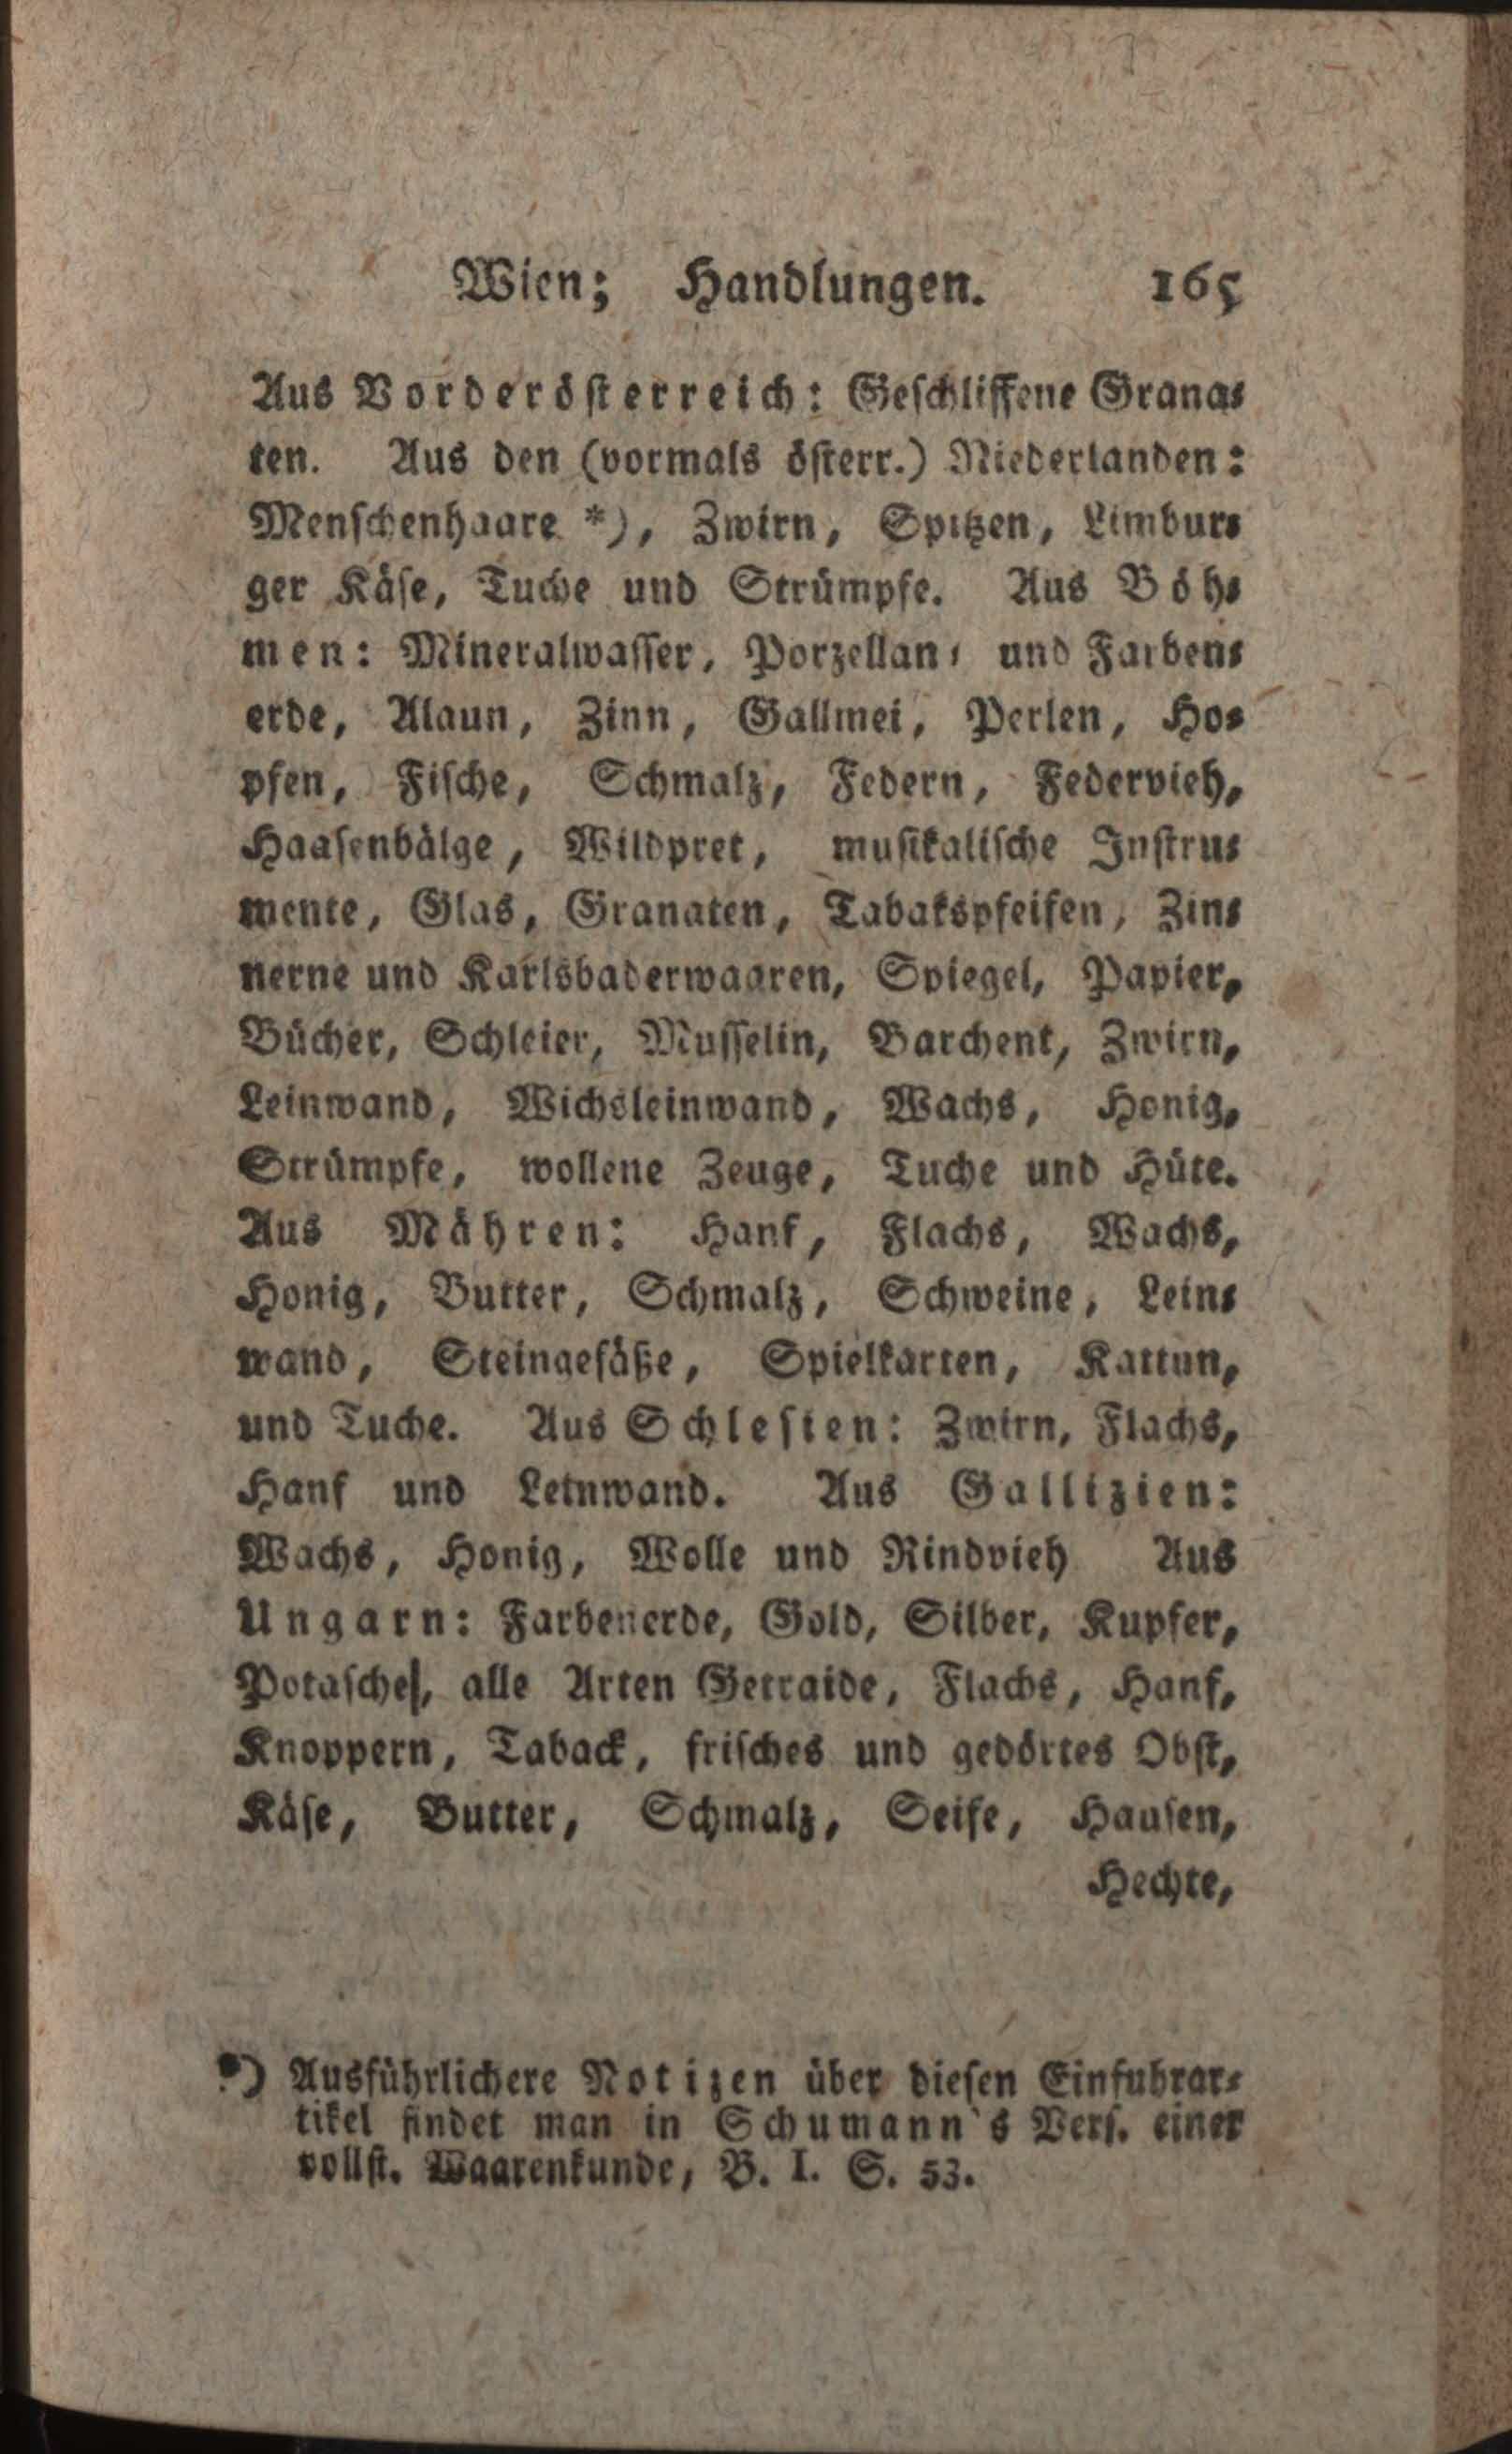 Wien; Handlungen. 165
Aus Vorderösterreich: Geschliffene Grana-
ten. Aus den (vormals österr.) Niederlanden:
Menschenhaare *), Zwirn, Spitzen, Limbur-
ger Käse, Tuche und Strümpfe. Aus Böh-
men: Mineralwasser, Porzellan- und Farben-
erde, Alaun, Zinn, Gallmei, Perlen, Ho-
pfen, Fische, Schmalz, Federn, Federvieh,
Haasenbälge, Wildpret, musikalische Instru-
mente, Glas, Granaten, Tabakspfeifen, Zin-
nerne und Karlsbaderwaaren, Spiegel, Papier,
Bücher, Schleier, Musselin, Barchent, Zwirn,
Leinwand, Wichsleinwand, Wachs, Honig,
Strümpfe, wollene Zeuge, Tuche und Hüte.
Aus Mähren: Hanf, Flachs, Wachs,
Honig, Butter, Schmalz, Schweine, Lein-
wand, Steingefäße, Spielkarten, Kattun,
und Tuche. Aus Schlesien: Zwirn, Flachs,
Hanf und Leinwand. Aus Gallizien:
Wachs, Honig, Wolle und Rindvieh Aus
Ungarn: Farbenerde, Gold, Silber, Kupfer,
Potasche, alle Arten Getraide, Flachs, Hanf,
Knoppern, Taback, frisches und gedörtes Obst,
Käse, Butter, Schmalz, Seife, Hausen,
Hechte,
*) Ausführlichere Notizen über diesen Einfuhrar-
tikel findet man in Schumann's Vers. einer
vollst. Waarenkunde, B. I. S. 53.